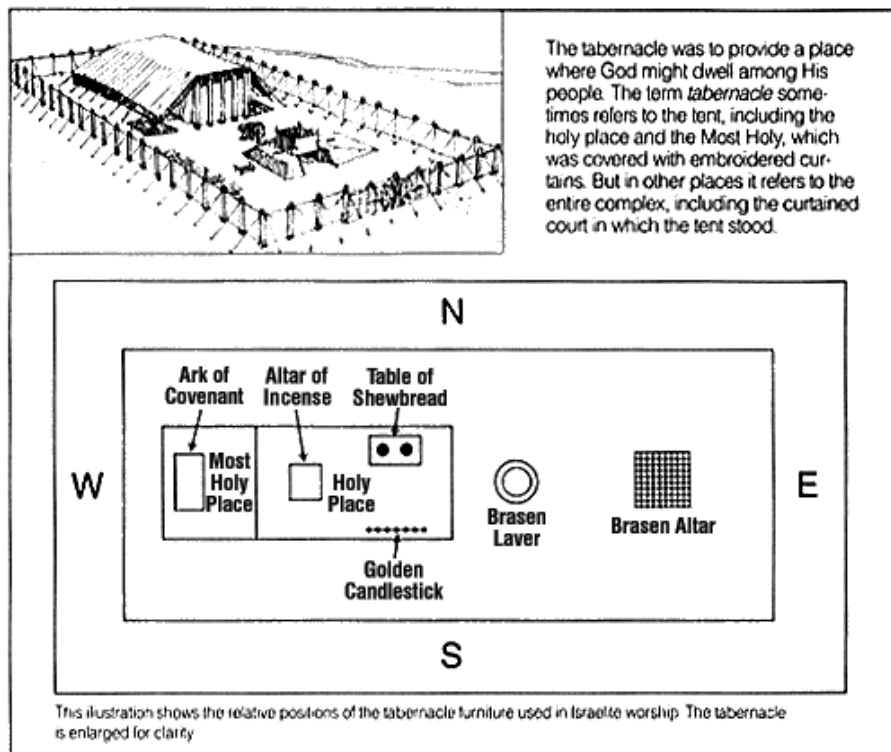 The tabernacle was to provide a place
where God might dwell among His
people. The term tabernacle some-
times refers to the tent, including the
holy place and the Most Holy, which
was covered with embroidered cur-
tains. But in other places it refers to the
entire complex, including the curtained
court in which the tent stood.
N
Ark of
Covenant
Altar of
Incense
Table of
Shewbread
W
Most
Holy
Place
Holy
Place
E
Brasen
Laver
Brasen Altar
Golden
Candlestick
S
This illustration shows the relative positions of the tabernacle furniture used in Israelite worship. The tabernacle
is enlarged for clarity